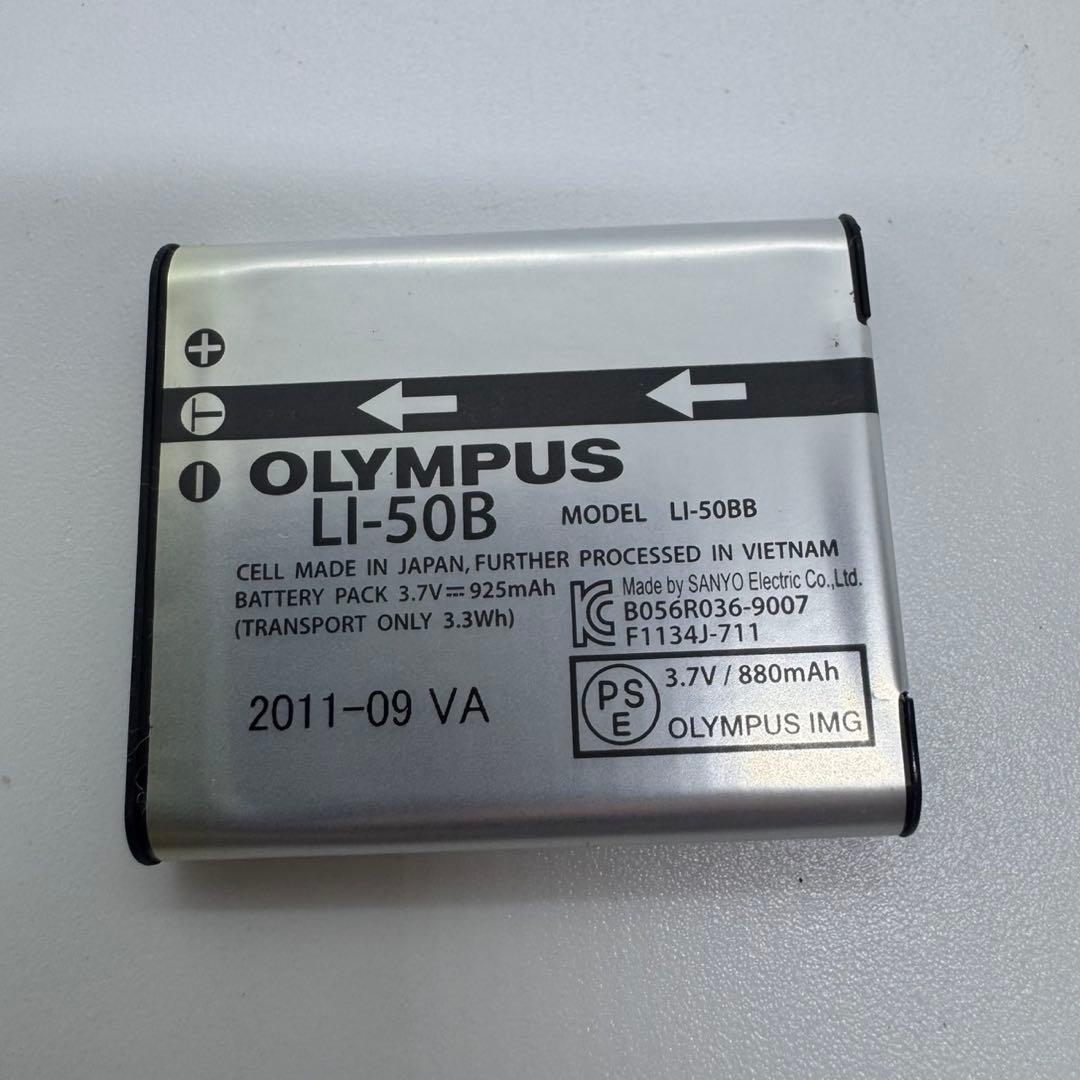 +
T
−
OLYMPUS
LI-50B MODEL LI-50BB
CELL MADE IN JAPAN, FURTHER PROCESSED IN VIETNAM
BATTERY PACK 3.7V⎓925mAh
(TRANSPORT ONLY 3.3Wh)
KC
Made by SANYO Electric Co.,Ltd.
B056R036-9007
F1134J-711
2011-09 VA
PSE
3.7V / 880mAh
OLYMPUS IMG